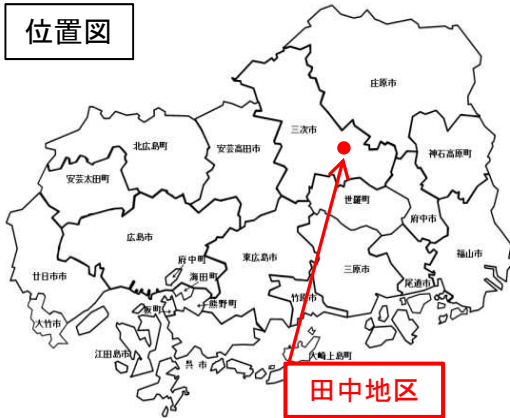 位置図
庄原市
三次市
北広島町
安芸高田市
神石高原町
安芸太田町
世羅町
府中市
広島市
府中町
東広島市
三原市
福山市
廿日市市
海田町
尾道市
竹原市
坂町
熊野町
大竹市
江田島市
呉市
大崎上島町
田中地区